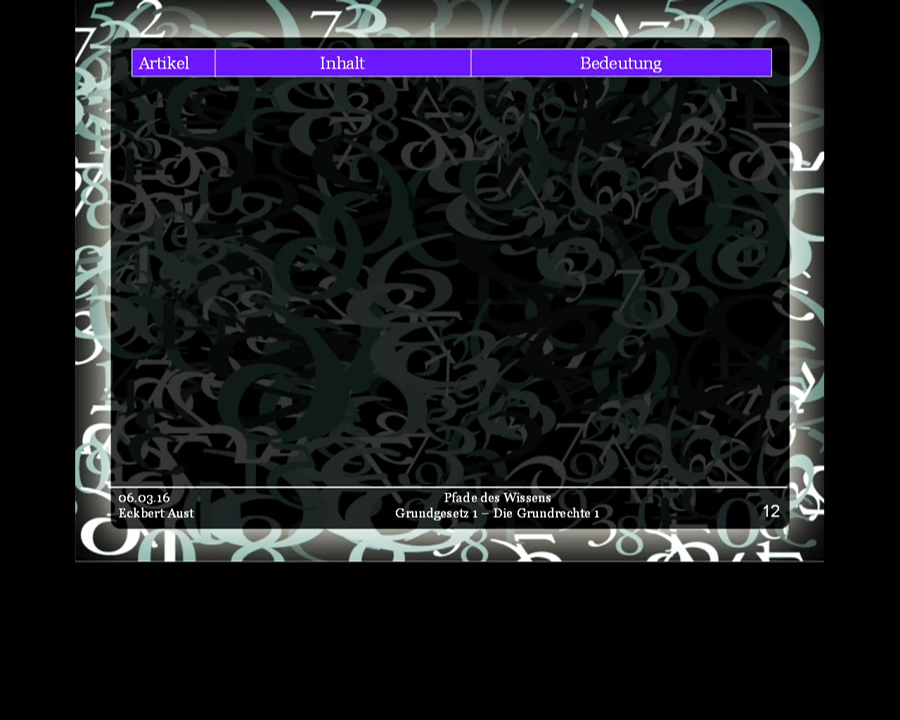 Artikel Inhalt Bedeutung
06.03.16 Pfade des Wissens
Eckbert Aust Grundgesetz 1 – Die Grundrechte 1 12